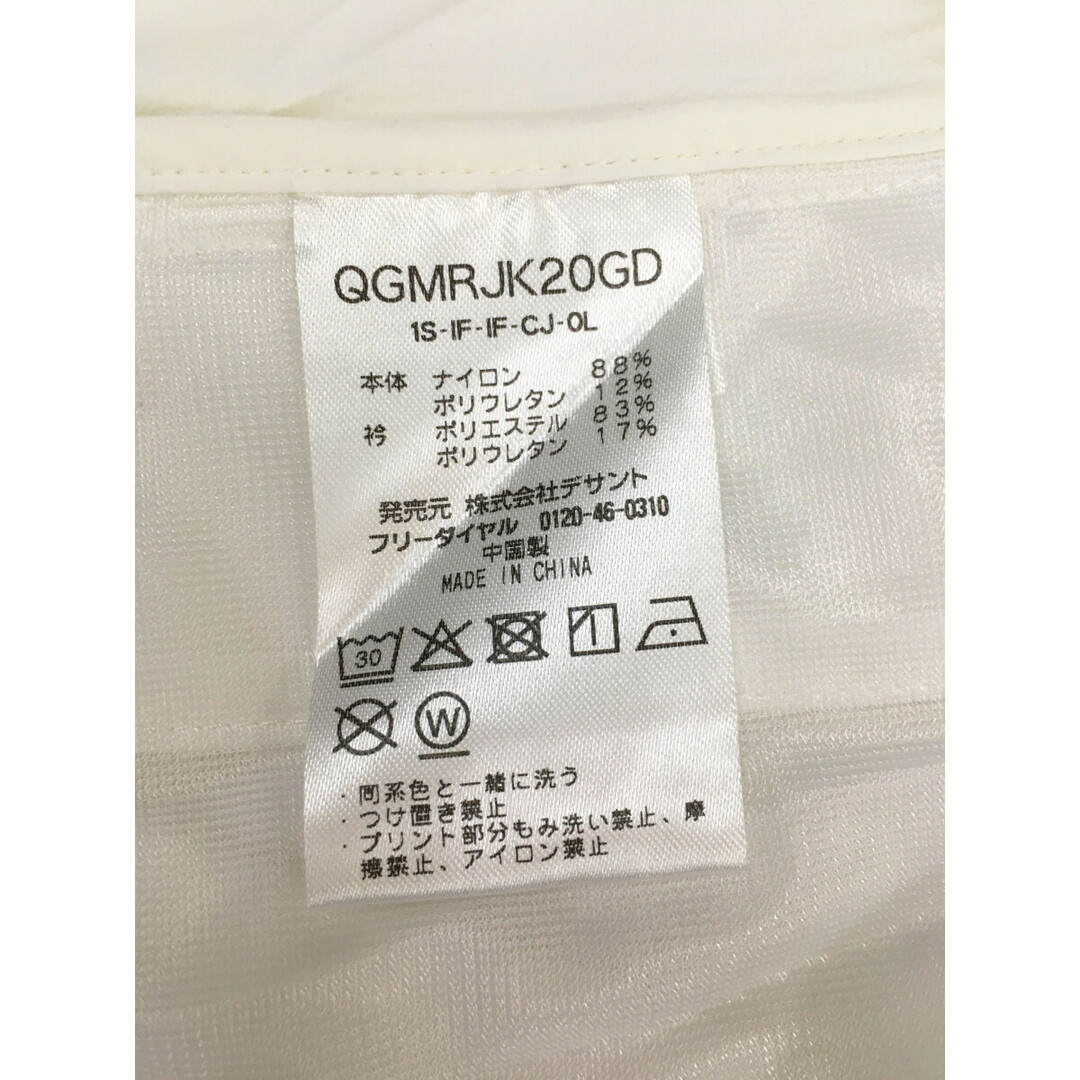 QGMRJK20GD
1S-IF-IF-CJ-OL
本体 ナイロン 88%
ポリウレタン 12%
衿 ポリエステル 83%
ポリウレタン 17%
発売元 株式会社デサント
フリーダイヤル 0120-46-0310
中国製
MADE IN CHINA
30
W
・同系色と一緒に洗う
・つけ置き禁止
・プリント部分もみ洗い禁止、摩
擦禁止、アイロン禁止